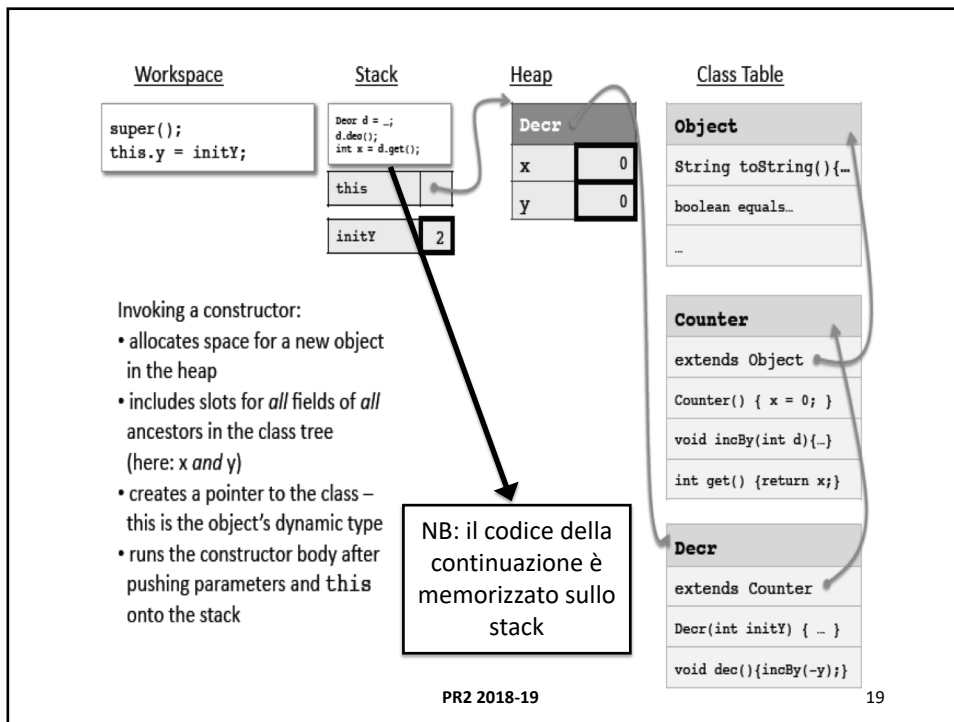 Workspace
Stack
Heap
Class Table
super();
this.y = initY;
Decr d = _;
d.dec();
int x = d.get();
this
initY 2
Decr
x 0
y 0
Object
String toString(){…
boolean equals…
…
Counter
extends Object
Counter() { x = 0; }
void incBy(int d){…}
int get() {return x;}
Decr
extends Counter
Decr(int initY) { … }
void dec(){incBy(-y);}
Invoking a constructor:
• allocates space for a new object
in the heap
• includes slots for all fields of all
ancestors in the class tree
(here: x and y)
• creates a pointer to the class –
this is the object’s dynamic type
• runs the constructor body after
pushing parameters and this
onto the stack
NB: il codice della
continuazione è
memorizzato sullo
stack
PR2 2018-19
19